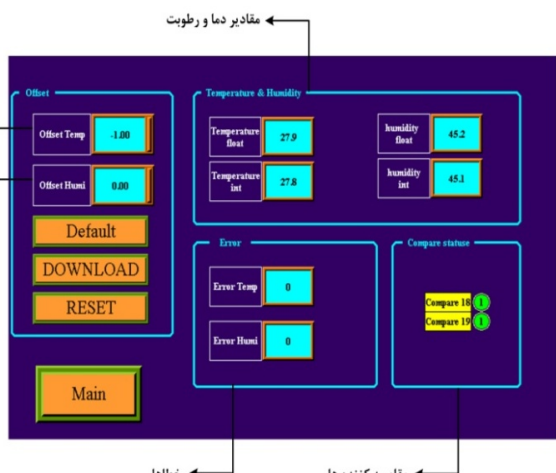 مقادیر دما و رطوبت
Offset
Offset Temp
-1.00
Offset Humi
0.00
Default
DOWNLOAD
RESET
Main
Temperature & Humidity
Temperature
float
27.9
humidity
float
45.2
Temperature
int
27.8
humidity
int
45.1
Error
Error Temp
0
Error Humi
0
Compare statuse
Compare 18
1
Compare 19
1